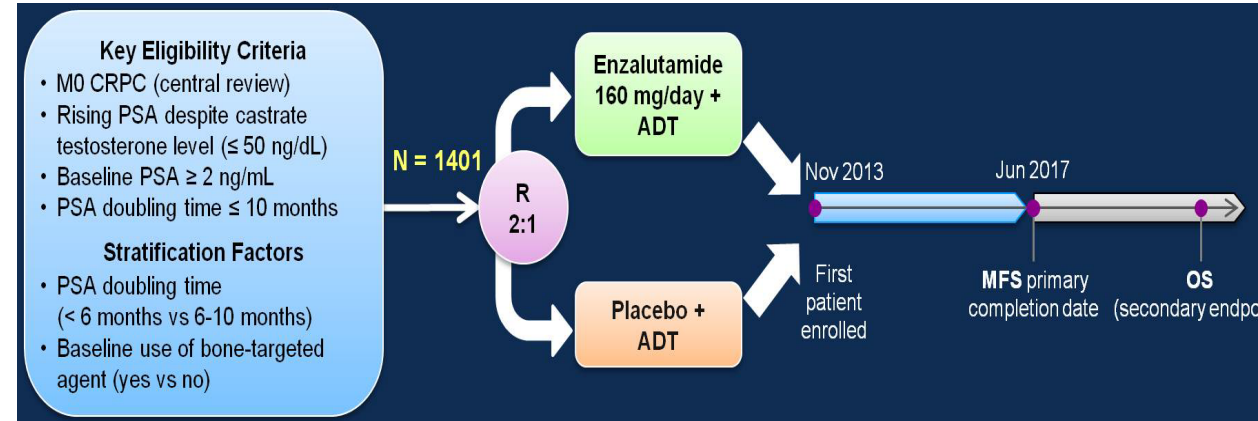 Key Eligibility Criteria
• M0 CRPC (central review)
• Rising PSA despite castrate
testosterone level (≤ 50 ng/dL)
• Baseline PSA ≥ 2 ng/mL
• PSA doubling time ≤ 10 months
Stratification Factors
• PSA doubling time
(< 6 months vs 6-10 months)
• Baseline use of bone-targeted
agent (yes vs no)
N = 1401
R
2:1
Enzalutamide
160 mg/day +
ADT
Placebo +
ADT
Nov 2013
Jun 2017
First
patient
enrolled
MFS primary
completion date
OS
(secondary endpo